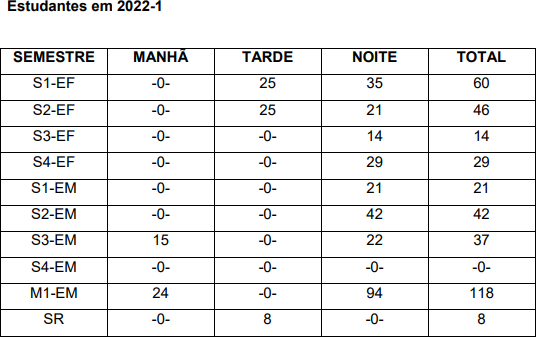 Estudantes em 2022-1
SEMESTRE MANHÃ TARDE NOITE TOTAL
S1-EF -0- 25 35 60
S2-EF -0- 25 21 46
S3-EF -0- -0- 14 14
S4-EF -0- -0- 29 29
S1-EM -0- -0- 21 21
S2-EM -0- -0- 42 42
S3-EM 15 -0- 22 37
S4-EM -0- -0- -0- -0-
M1-EM 24 -0- 94 118
SR -0- 8 -0- 8